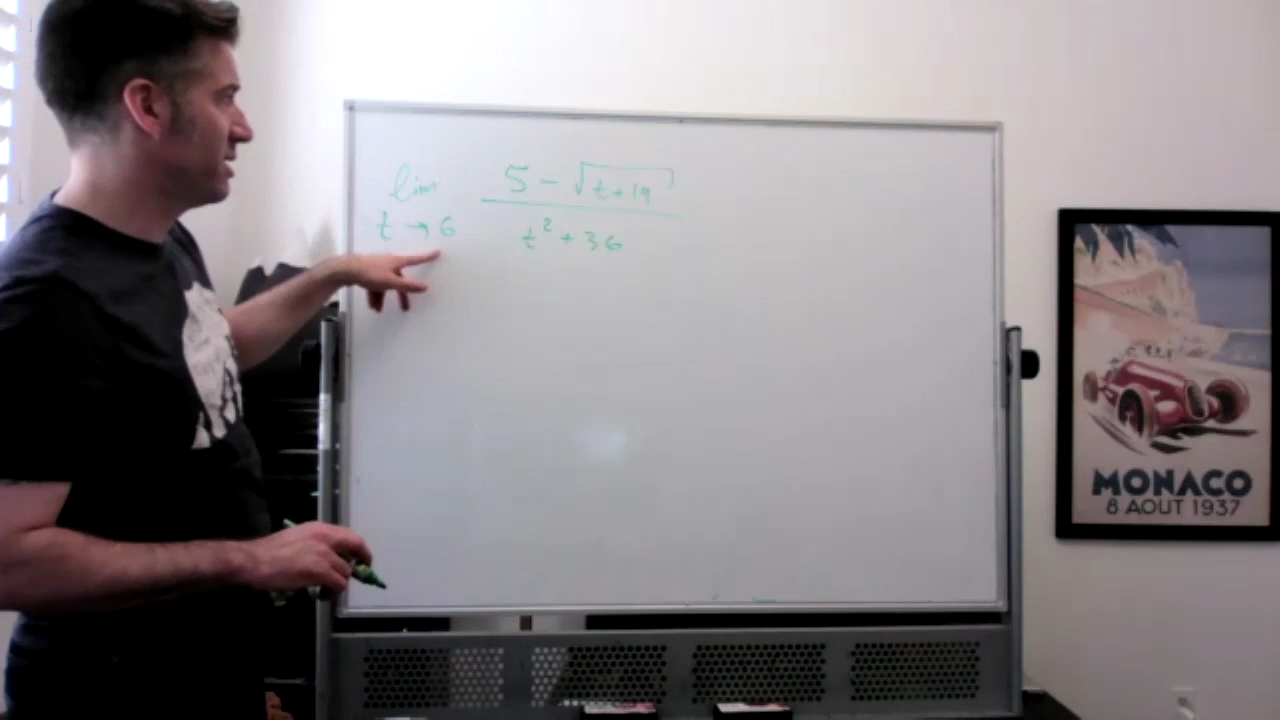 lim 5 - √t+19
t → 6 t² + 36
MONACO
8 AOUT 1937